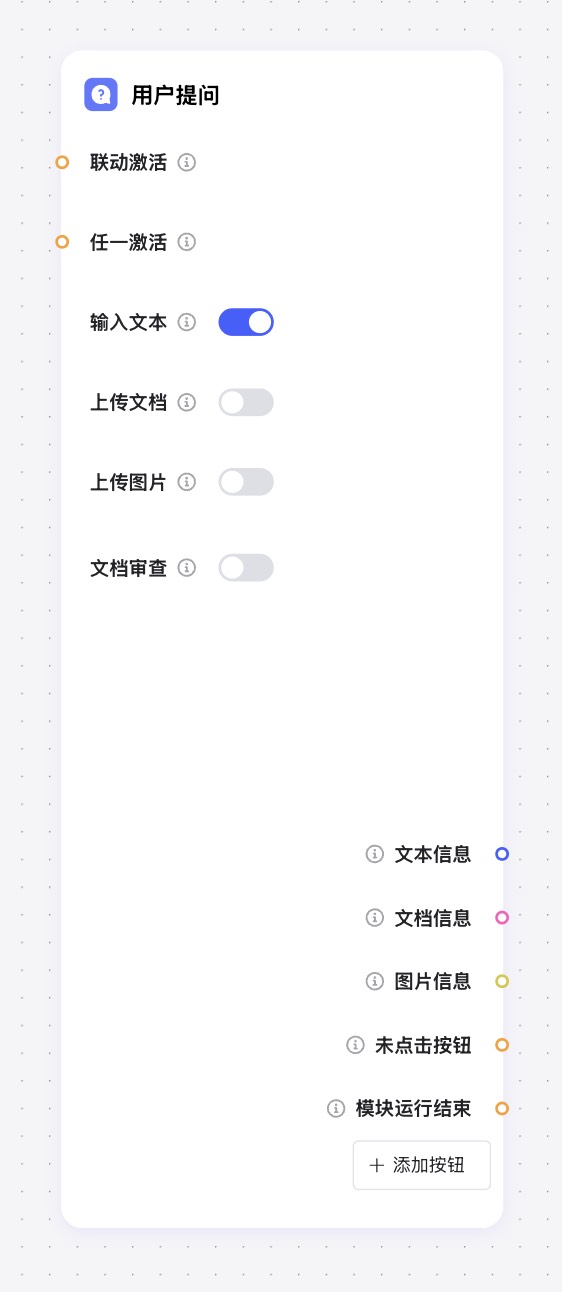 用户提问
联动激活
任一激活
输入文本
上传文档
上传图片
文档审查
文本信息
文档信息
图片信息
未点击按钮
模块运行结束
添加按钮